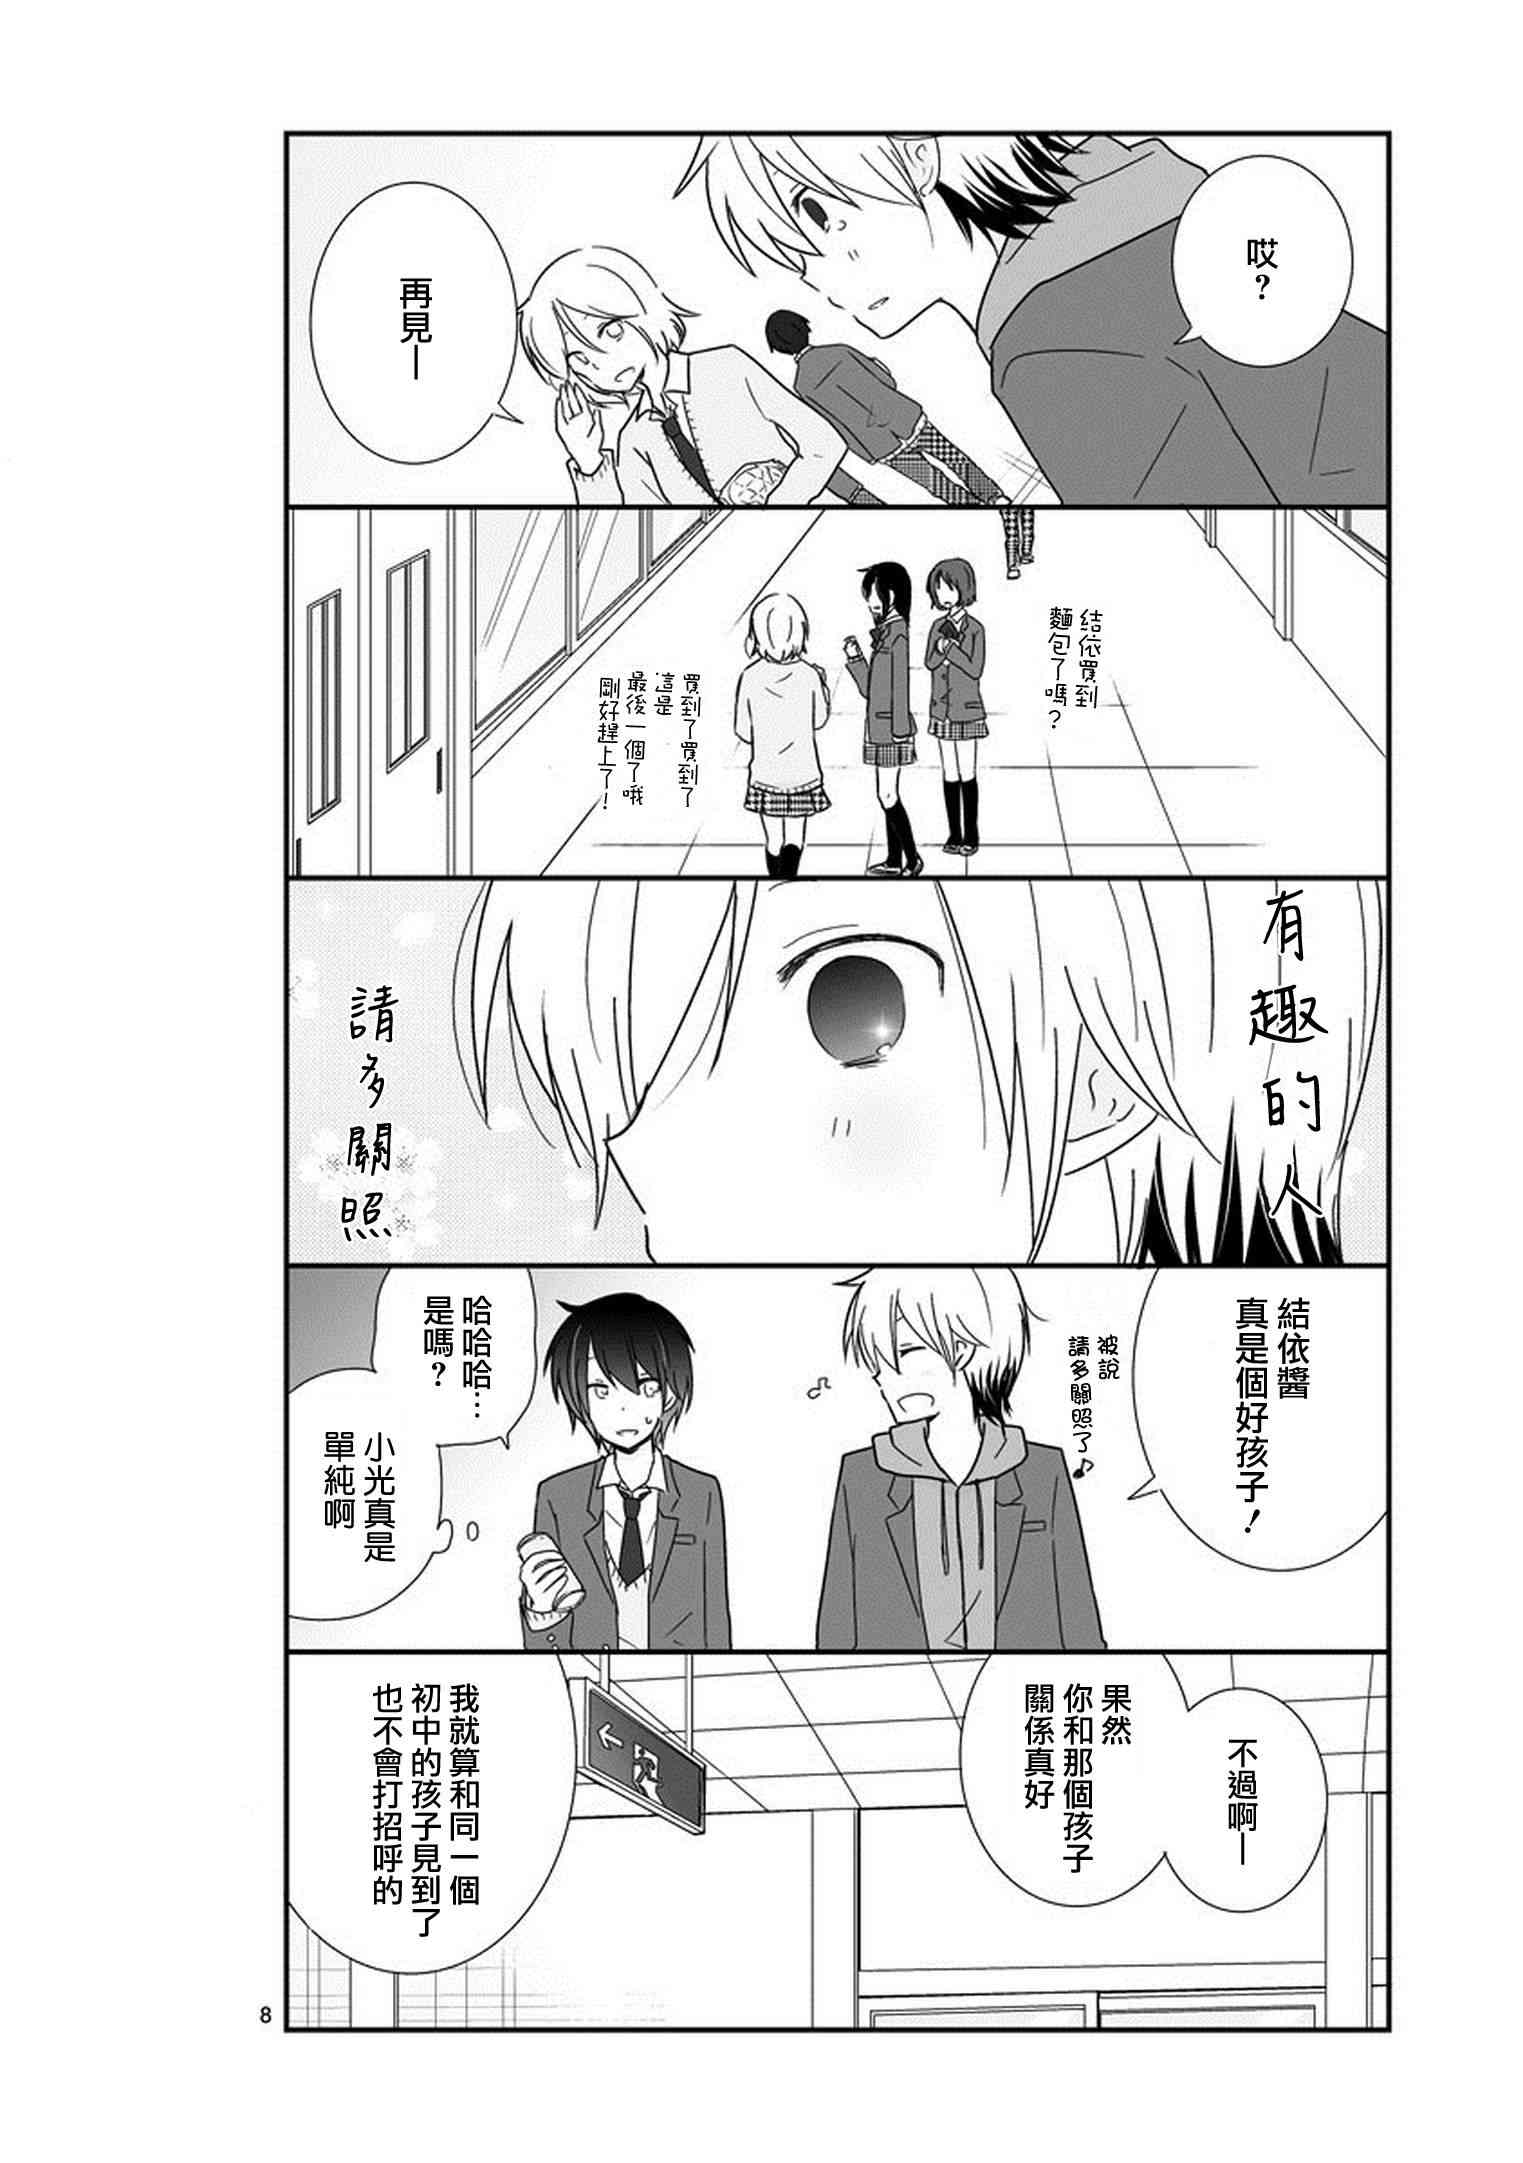 哎?
再見—
結依買到
麵包了嗎?
買到了買到了
這是
最後一個了哦
剛好趕上了!
有趣的人
請多關照
結依醬
真是個好孩子!
被說
請多關照了♪
哈哈哈…
是嗎?
小光真是
單純啊
不過啊—
果然
你和那個孩子
關係真好
我就算和同一個
初中的孩子見到了
也不會打招呼的
8